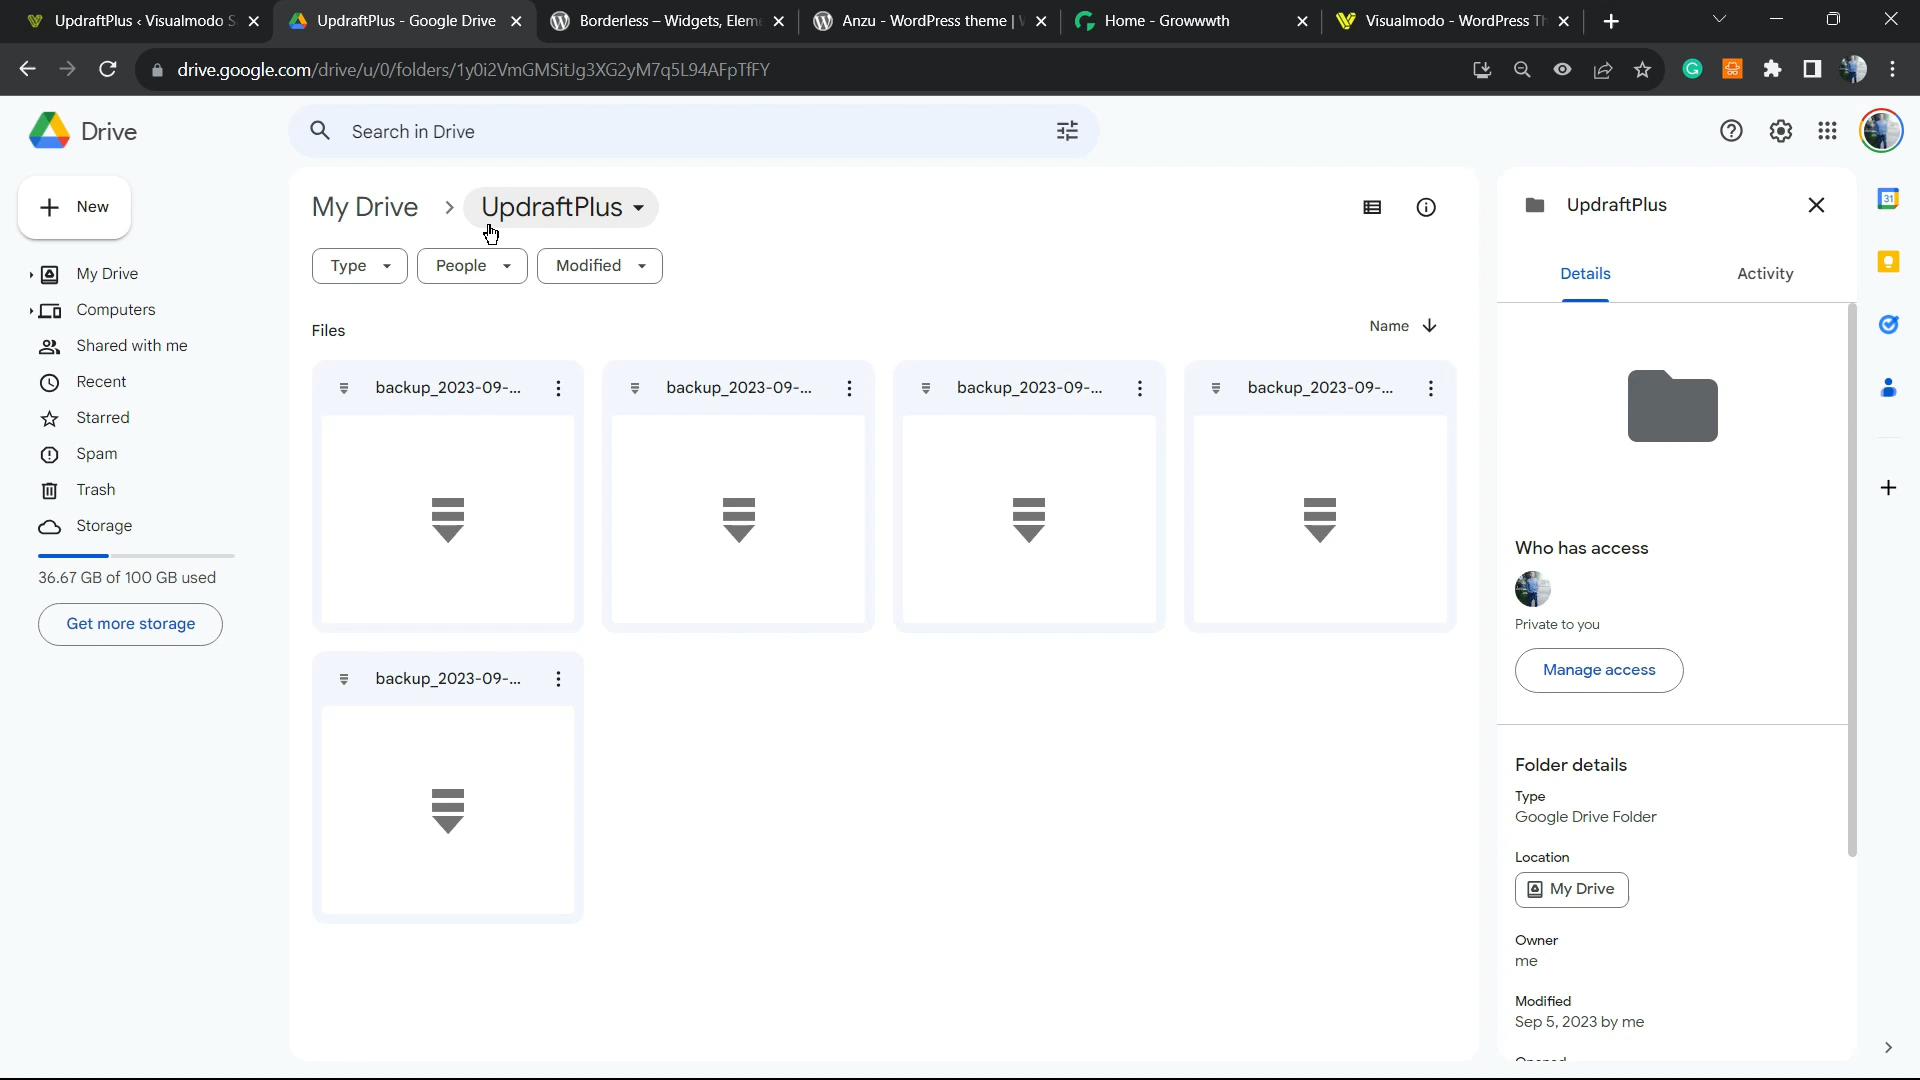 UpdraftPlus ‹ Visualmodo S
UpdraftPlus - Google Drive
Borderless – Widgets, Elem
Anzu - WordPress theme |
Home - Growwwth
Visualmodo - WordPress Th
drive.google.com/drive/u/0/folders/1y0i2VmGMSitJg3XG2yM7q5L94AFpTfFY
Drive
Search in Drive
New
My Drive
Computers
Shared with me
Recent
Starred
Spam
Trash
Storage
36.67 GB of 100 GB used
Get more storage
My Drive > UpdraftPlus
Type
People
Modified
Files
Name
backup_2023-09-...
backup_2023-09-...
backup_2023-09-...
backup_2023-09-...
backup_2023-09-...
UpdraftPlus
Details
Activity
Who has access
Private to you
Manage access
Folder details
Type
Google Drive Folder
Location
My Drive
Owner
me
Modified
Sep 5, 2023 by me
31